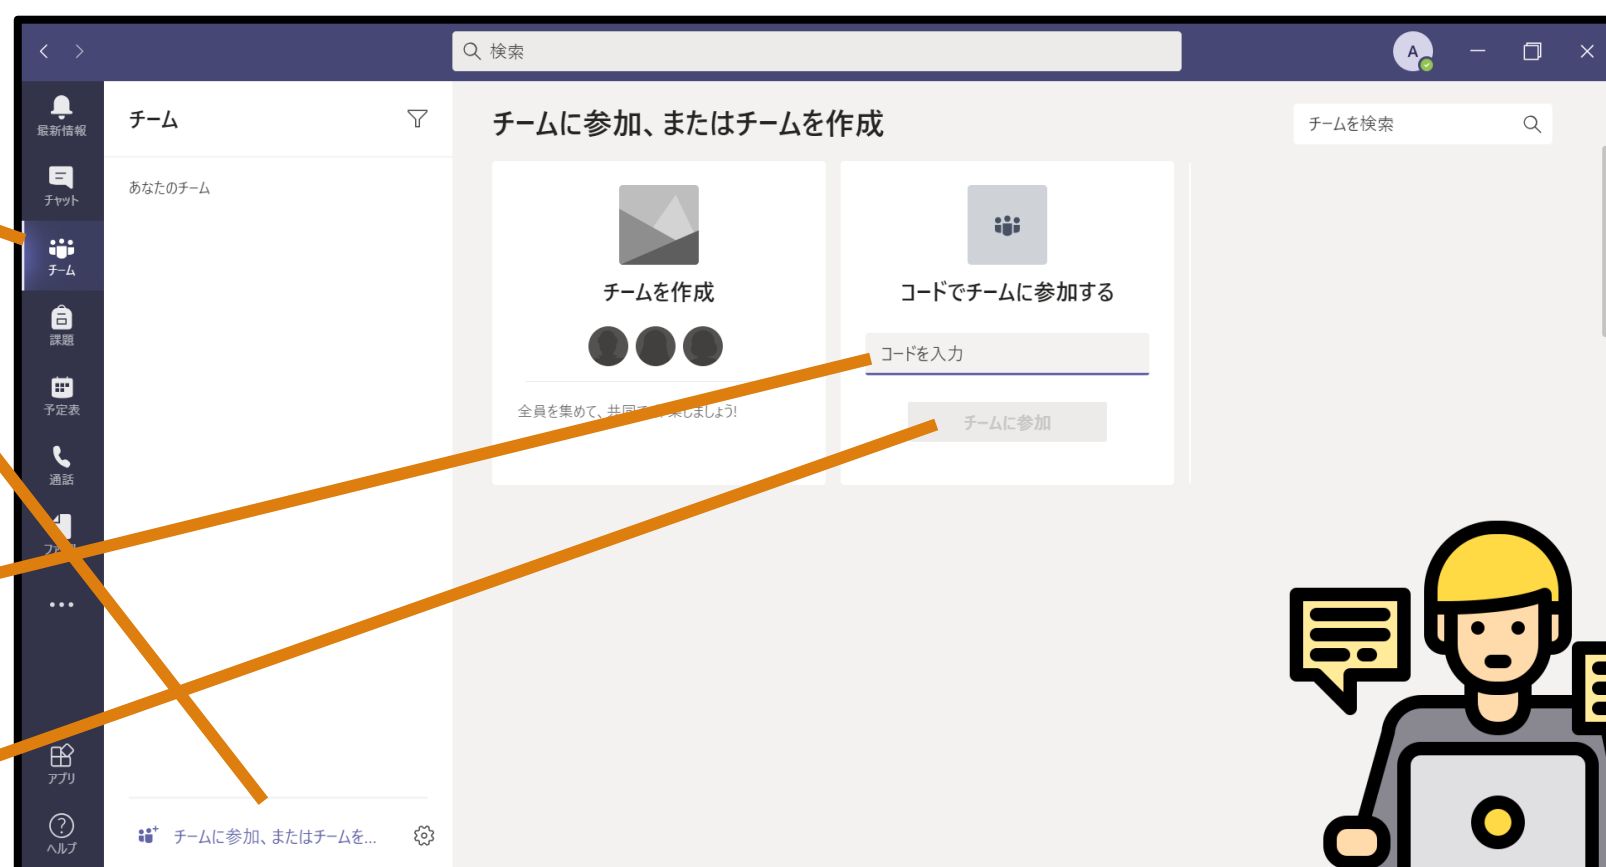 検索
A
最新情報
チーム
チームに参加、またはチームを作成
チームを検索
チャット
あなたのチーム
チーム
チームを作成
コードでチームに参加する
課題
コードを入力
予定表
全員を集めて、共同で
しましょう!
チームに参加
通話
アプリ
ヘルプ
チームに参加、またはチームを...